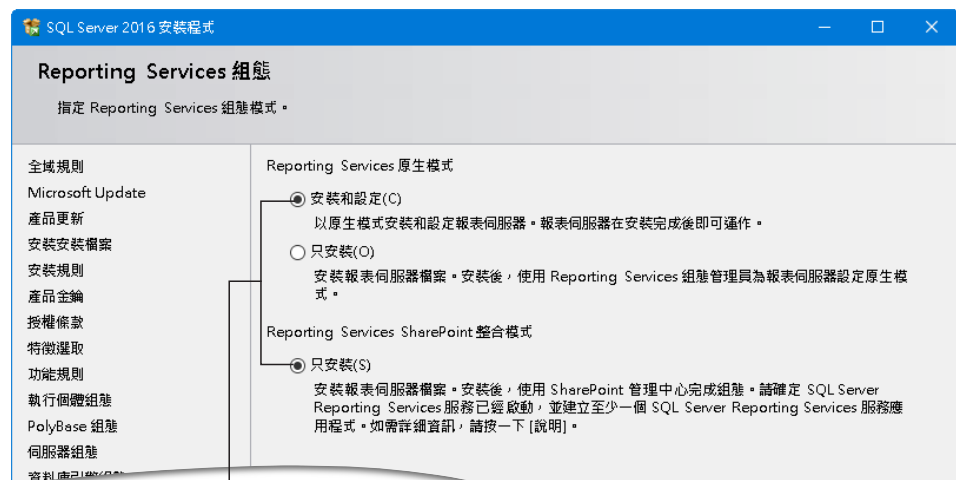 SQL Server 2016 安裝程式
Reporting Services 組態
指定 Reporting Services 組態模式。
全域規則
Microsoft Update
產品更新
安裝安裝檔案
安裝規則
產品金鑰
授權條款
特徵選取
功能規則
執行個體組態
PolyBase 組態
伺服器組態
資料庫引擎組態
Reporting Services 原生模式
安裝和設定(C)
以原生模式安裝和設定報表伺服器。報表伺服器在安裝完成後即可運作。
只安裝(O)
安裝報表伺服器檔案。安裝後，使用 Reporting Services 組態管理員為報表伺服器設定原生模
式。
Reporting Services SharePoint 整合模式
只安裝(S)
安裝報表伺服器檔案。安裝後，使用 SharePoint 管理中心完成組態。請確定 SQL Server
Reporting Services 服務已經啟動，並建立至少一個 SQL Server Reporting Services 服務應
用程式。如需詳細資訊，請按一下 [說明]。